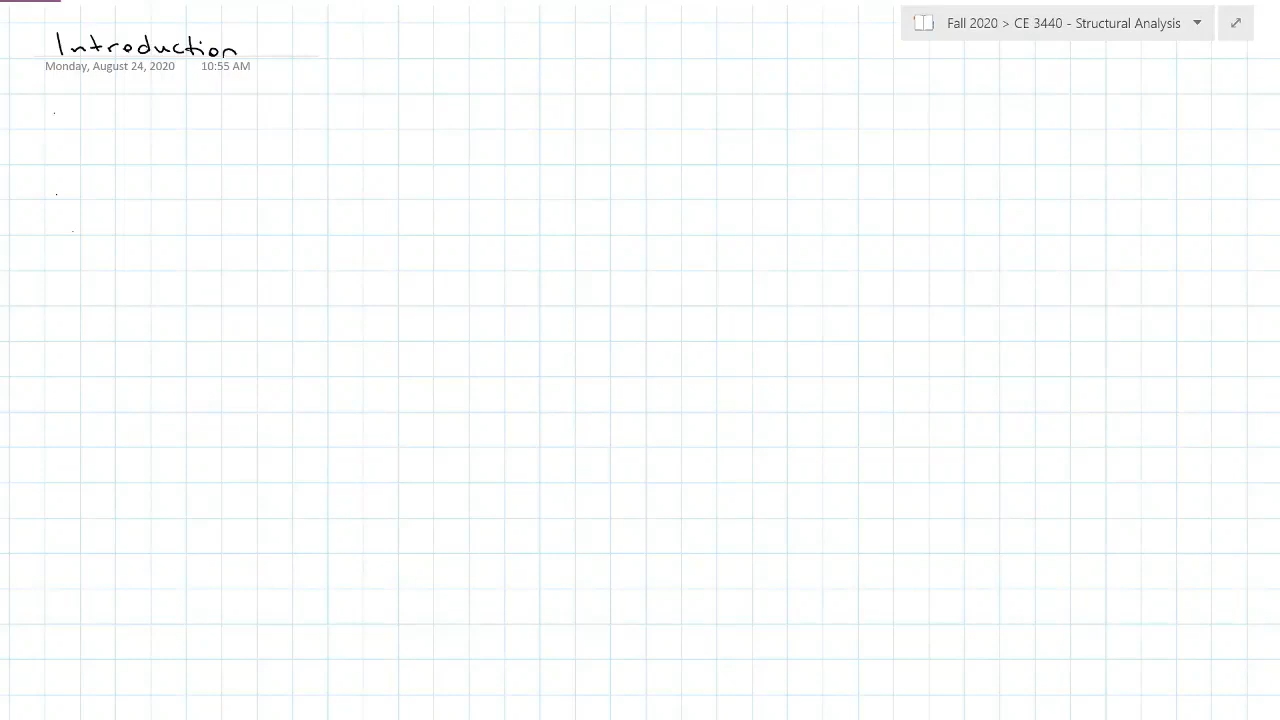 Fall 2020 > CE 3440 - Structural Analysis
Introduction
Monday, August 24, 2020 10:55 AM